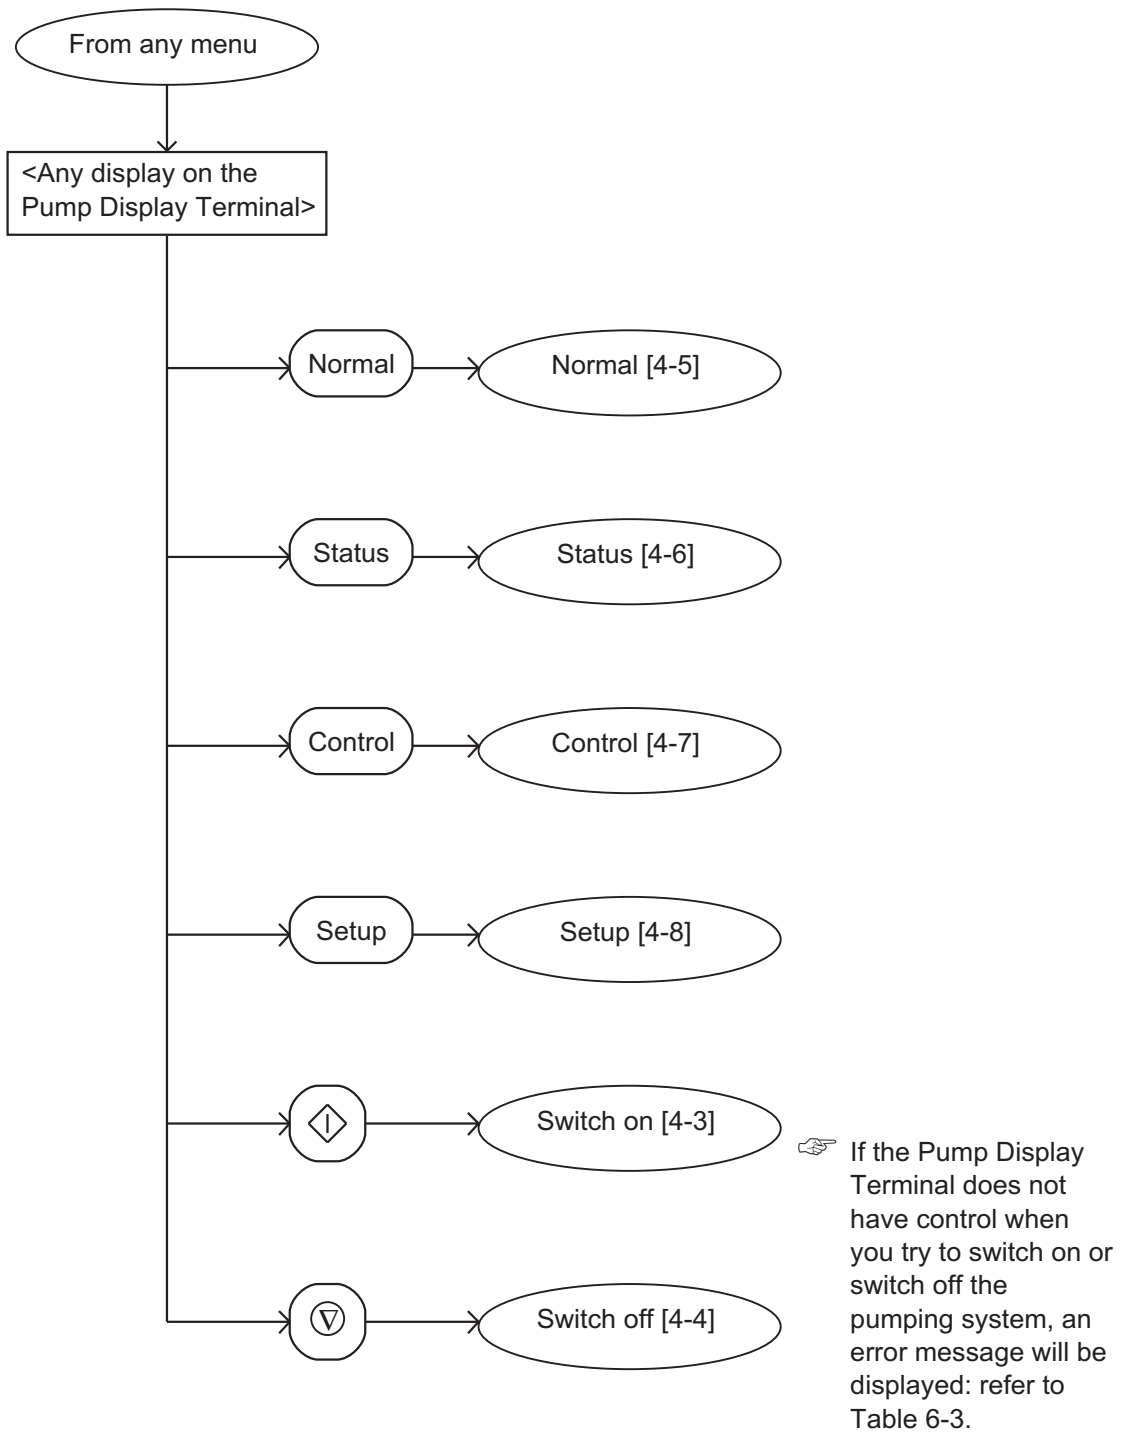 From any menu
<Any display on the
Pump Display Terminal>
Normal
Normal [4-5]
Status
Status [4-6]
Control
Control [4-7]
Setup
Setup [4-8]
Switch on [4-3]
Switch off [4-4]
☞ If the Pump Display
Terminal does not
have control when
you try to switch on or
switch off the
pumping system, an
error message will be
displayed: refer to
Table 6-3.